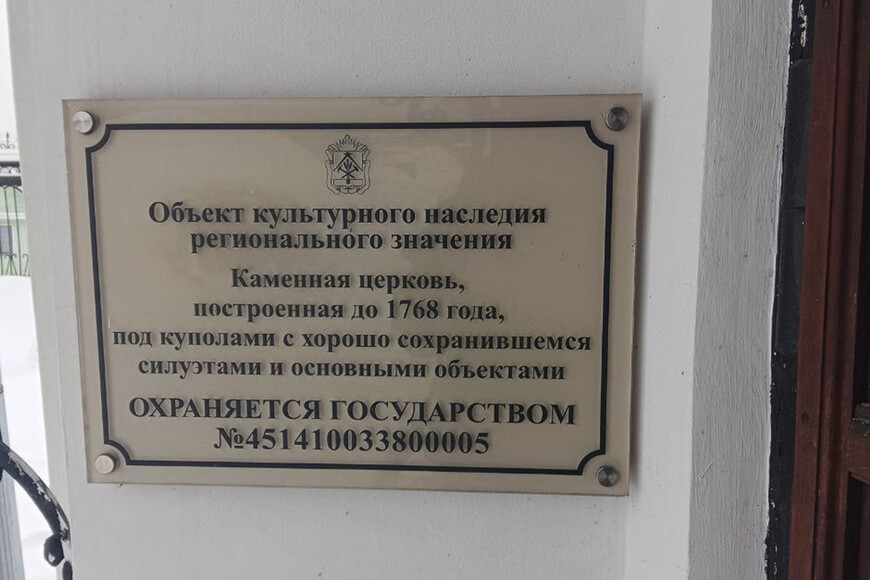 Объект культурного наследия
регионального значения
Каменная церковь,
построенная до 1768 года,
под куполами с хорошо сохранившемся
силуэтами и основными объектами
ОХРАНЯЕТСЯ ГОСУДАРСТВОМ
№451410033800005